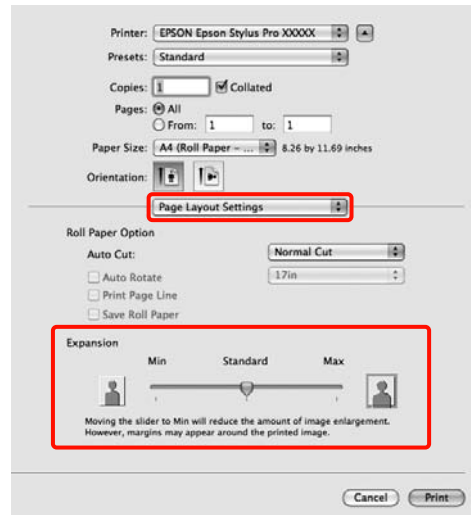 Printer: EPSON Epson Stylus Pro XXXXX
Presets: Standard
Copies: 1 Collated
Pages: All
From: 1 to: 1
Paper Size: A4 (Roll Paper – ... 8.26 by 11.69 inches
Orientation:
Page Layout Settings
Roll Paper Option
Auto Cut: Normal Cut
Auto Rotate 17in
Print Page Line
Save Roll Paper
Expansion
Min Standard Max
Moving the slider to Min will reduce the amount of image enlargement.
However, margins may appear around the printed image.
Cancel Print